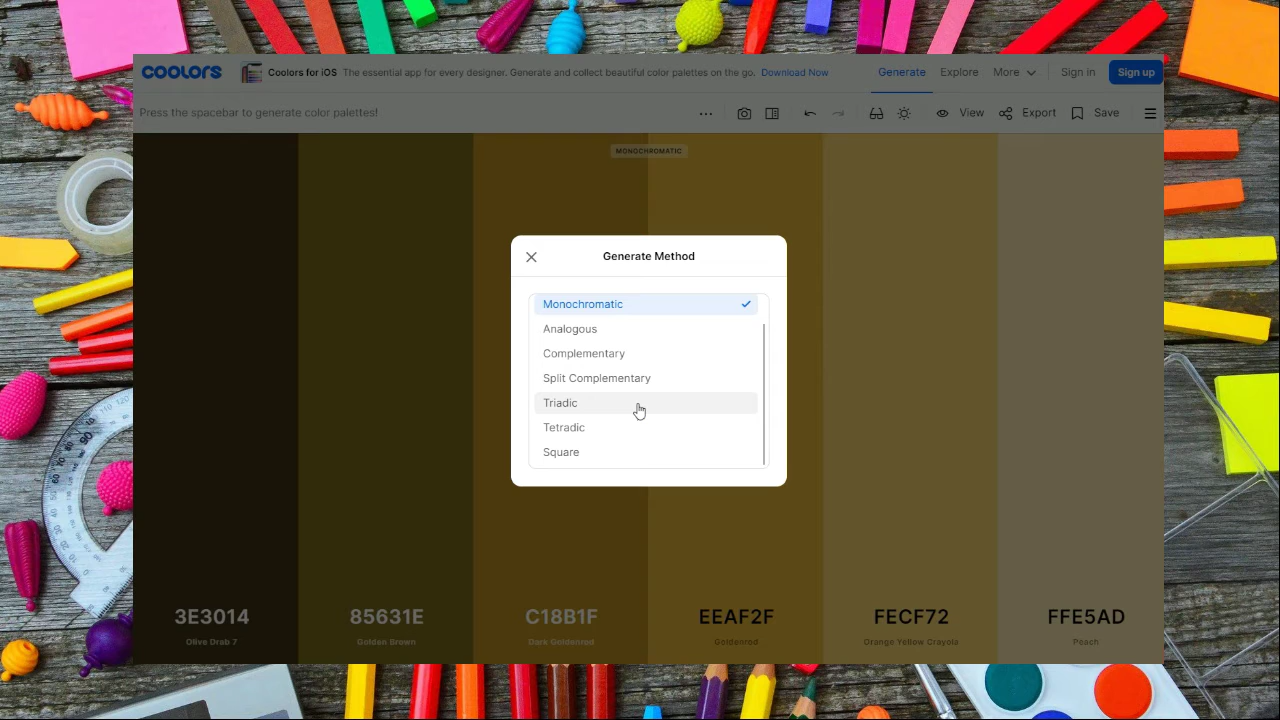 coolors
Coolors for iOS The essential app for every designer. Generate and collect beautiful color palettes on the go. Download Now
Generate Explore More Sign in Sign up
Press the spacebar to generate color palettes!
... View Export Save
MONOCHROMATIC
Generate Method
Monochromatic
Analogous
Complementary
Split Complementary
Triadic
Tetradic
Square
3E3014 85631E C18B1F EEAF2F FECF72 FFE5AD
Olive Drab 7 Golden Brown Dark Goldenrod Goldenrod Orange Yellow Crayola Peach